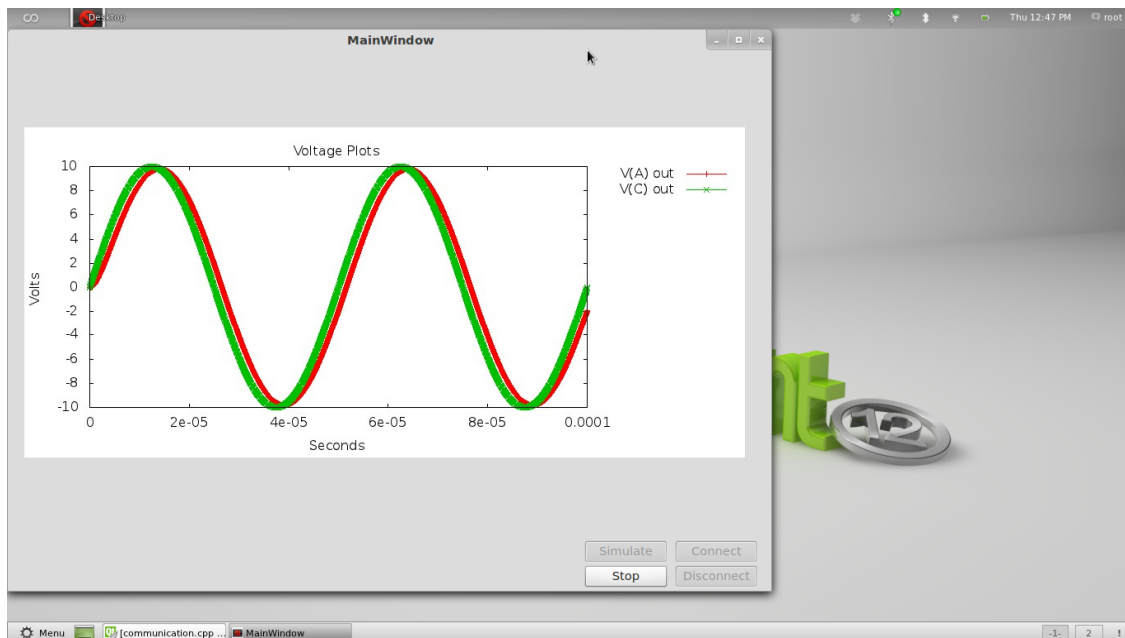 Desktop
Thu 12:47 PM
root
MainWindow
Voltage Plots
V(A) out
V(C) out
10
8
6
4
2
0
-2
-4
-6
-8
-10
Volts
0
2e-05
4e-05
6e-05
8e-05
0.0001
Seconds
Simulate
Connect
Stop
Disconnect
nt
12
Menu
[communication.cpp ...
MainWindow
-1-
2
!